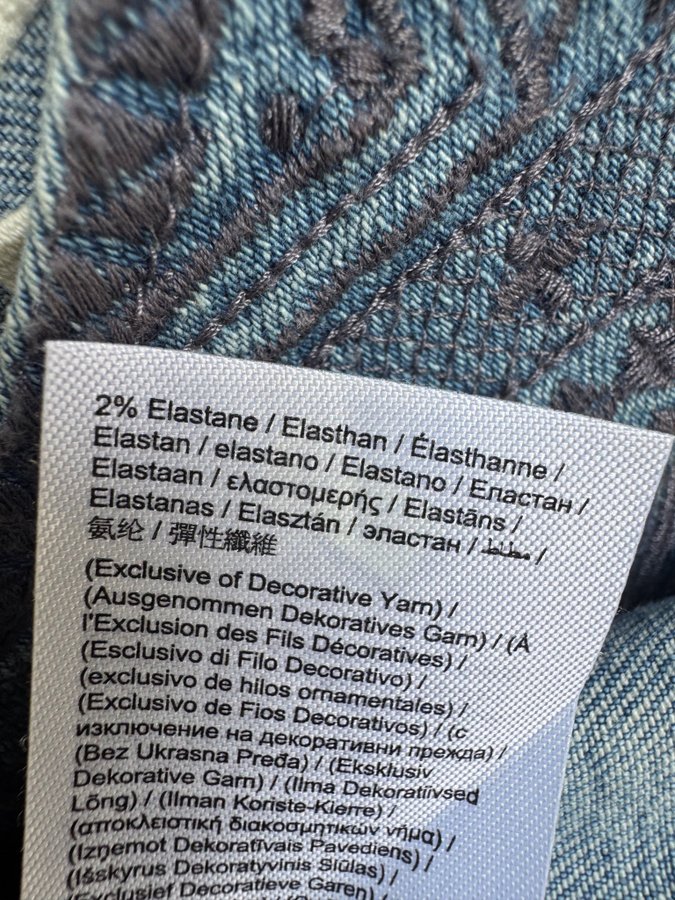 2% Elastane / Elasthan / Élasthanne /
Elastan / elastano / Elastano / Еластан /
Elastaan / ελαστομερής / Elastāns /
Elastanas / Elasztán / эластан / مطاط /
氨纶 / 彈性纖維
(Exclusive of Decorative Yarn) /
(Ausgenommen Dekoratives Garn) / (À
l'Exclusion des Fils Décoratives) /
(Esclusivo di Filo Decorativo) /
(exclusivo de hilos ornamentales) /
(Exclusivo de Fios Decorativos) / (с
изключение на декоративни прежда) /
(Bez Ukrasna Pređa) / (Eksklusiv
Dekorative Garn) / (Ilma Dekoratiivsed
Lõng) / (Ilman Koriste-Kierre) /
(αποκλειστική διακοσμητικών νήμα) /
(Izņemot Dekoratīvais Pavediens) /
(Išskyrus Dekoratyvinis Siūlas) /
(Exclusief Decoratieve Garen)